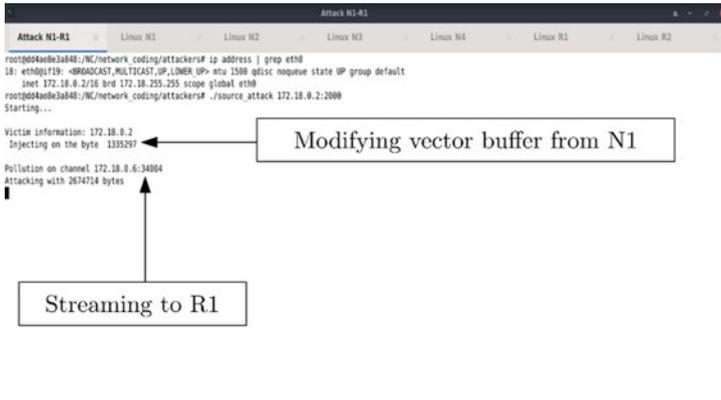 Attack N1-R1
Attack N1-R1 Linux N1 Linux N2 Linux N3 Linux N4 Linux R1 Linux R2
root@dd4ae8e3a848:/NC/network_coding/attackers# ip address | grep eth0
18: eth0@if19: <BROADCAST,MULTICAST,UP,LOWER_UP> mtu 1500 qdisc noqueue state UP group default
inet 172.18.0.2/16 brd 172.18.255.255 scope global eth0
root@dd4ae8e3a848:/NC/network_coding/attackers# ./source_attack 172.18.0.2:2000
Starting...
Victim information: 172.18.0.2
Injecting on the byte 1335297
Modifying vector buffer from N1
Pollution on channel 172.18.0.6:34004
Attacking with 2674714 bytes
Streaming to R1